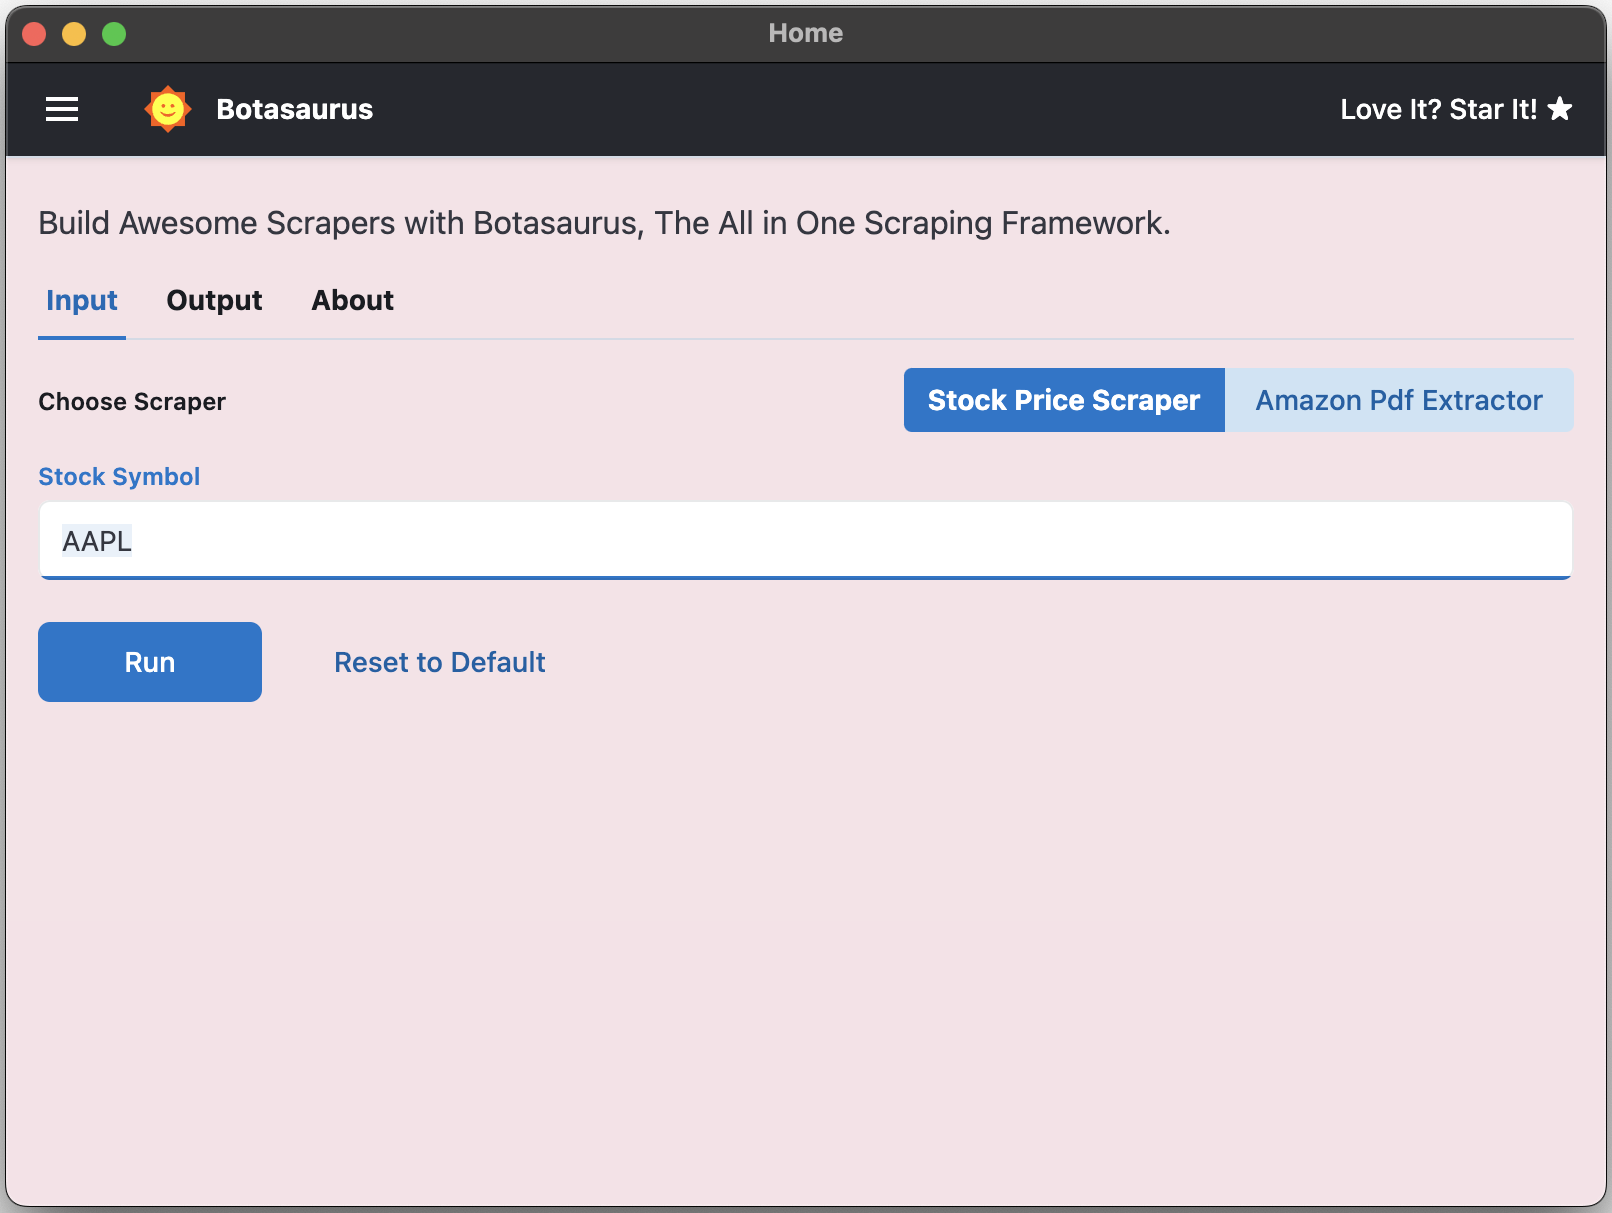 Home
Botasaurus
Love It? Star It!
Build Awesome Scrapers with Botasaurus, The All in One Scraping Framework.
Input Output About
Choose Scraper
Stock Price Scraper Amazon Pdf Extractor
Stock Symbol
AAPL
Run Reset to Default